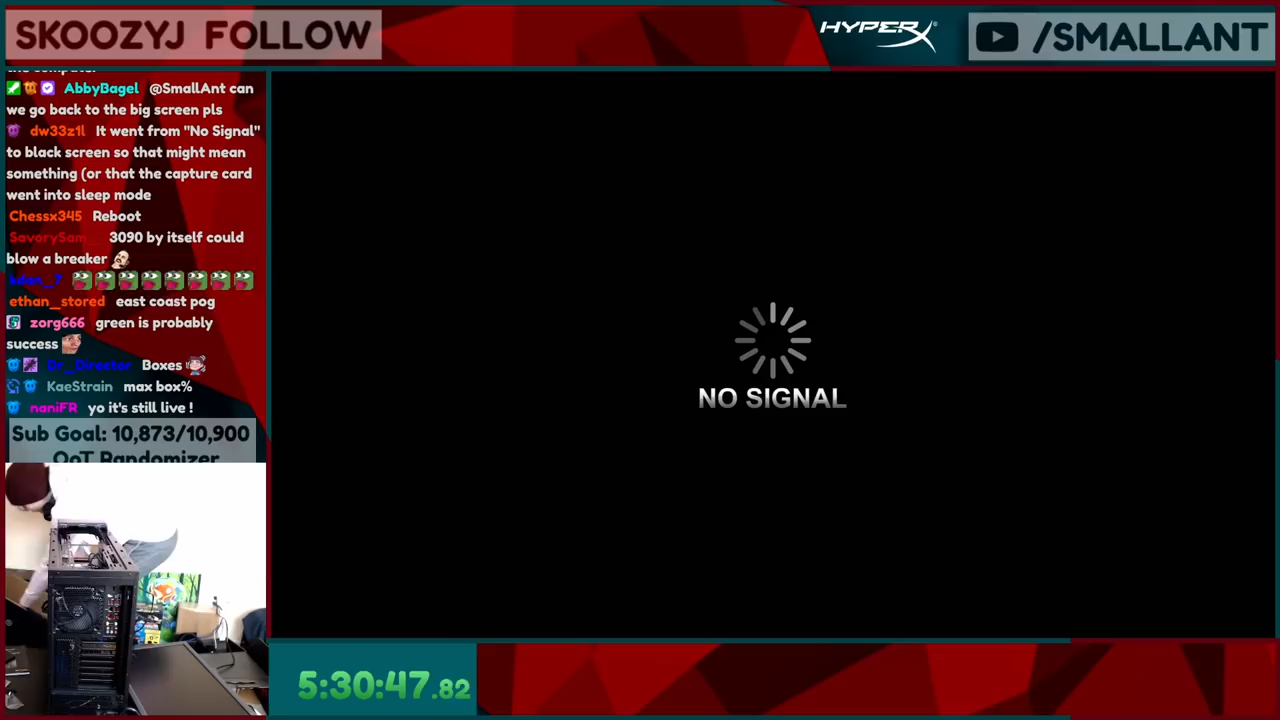 SKOOZYJ FOLLOW
HYPERX
/SMALLANT
the computer
AbbyBagel @SmallAnt can
we go back to the big screen pls
dw33z1l It went from "No Signal"
to black screen so that might mean
something (or that the capture card
went into sleep mode
Chessx345 Reboot
SavorySam__ 3090 by itself could
blow a breaker
kdon_7
ethan_stored east coast pog
zorg666 green is probably
success
Dr_Director Boxes
KaeStrain max box%
naniFR yo it's still live !
Sub Goal: 10,873/10,900
OoT Randomizer
NO SIGNAL
5:30:47.82